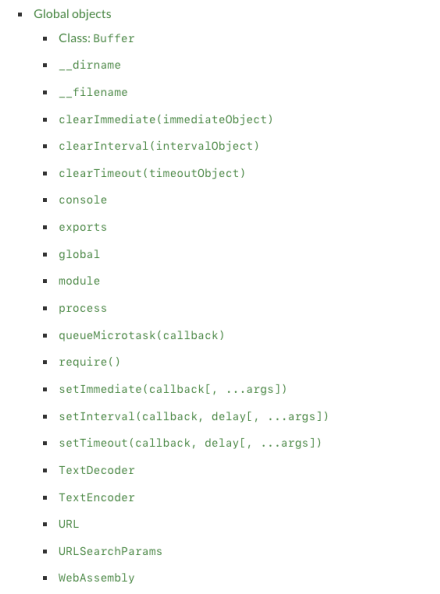 Global objects
Class: Buffer
__dirname
__filename
clearImmediate(immediateObject)
clearInterval(intervalObject)
clearTimeout(timeoutObject)
console
exports
global
module
process
queueMicrotask(callback)
require()
setImmediate(callback[, ...args])
setInterval(callback, delay[, ...args])
setTimeout(callback, delay[, ...args])
TextDecoder
TextEncoder
URL
URLSearchParams
WebAssembly